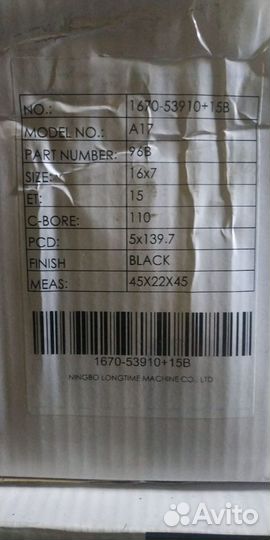 NO.: 1670-53910+15B
MODEL NO.: A17
PART NUMBER: 96B
SIZE: 16x7
ET: 15
C-BORE: 110
PCD: 5x139.7
FINISH BLACK
MEAS: 45X22X45
1670-53910+15B
NINGBO LONGTIME MACHINE CO., LTD
Avito